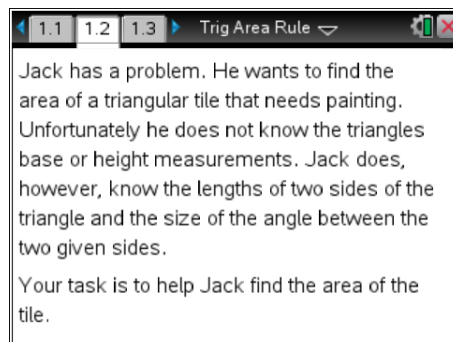 1.1 1.2 1.3 Trig Area Rule
Jack has a problem. He wants to find the
area of a triangular tile that needs painting.
Unfortunately he does not know the triangles
base or height measurements. Jack does,
however, know the lengths of two sides of the
triangle and the size of the angle between the
two given sides.
Your task is to help Jack find the area of the
tile.